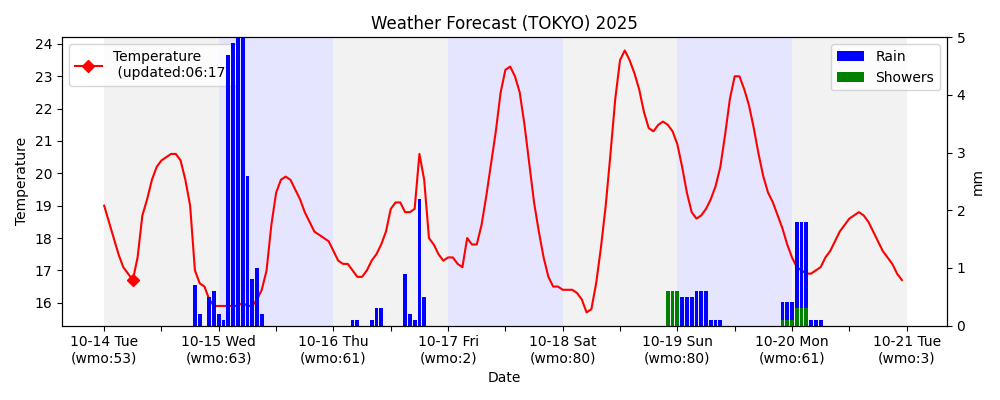 Weather Forecast (TOKYO) 2025
Temperature
(updated:06:17
Rain
Showers
24
23
22
21
20
19
18
17
16
Temperature
5
4
3
2
1
0
mm
10-14 Tue 10-15 Wed 10-16 Thu 10-17 Fri 10-18 Sat 10-19 Sun 10-20 Mon 10-21 Tue
(wmo:53) (wmo:63) (wmo:61) (wmo:2) (wmo:80) (wmo:80) (wmo:61) (wmo:3)
Date